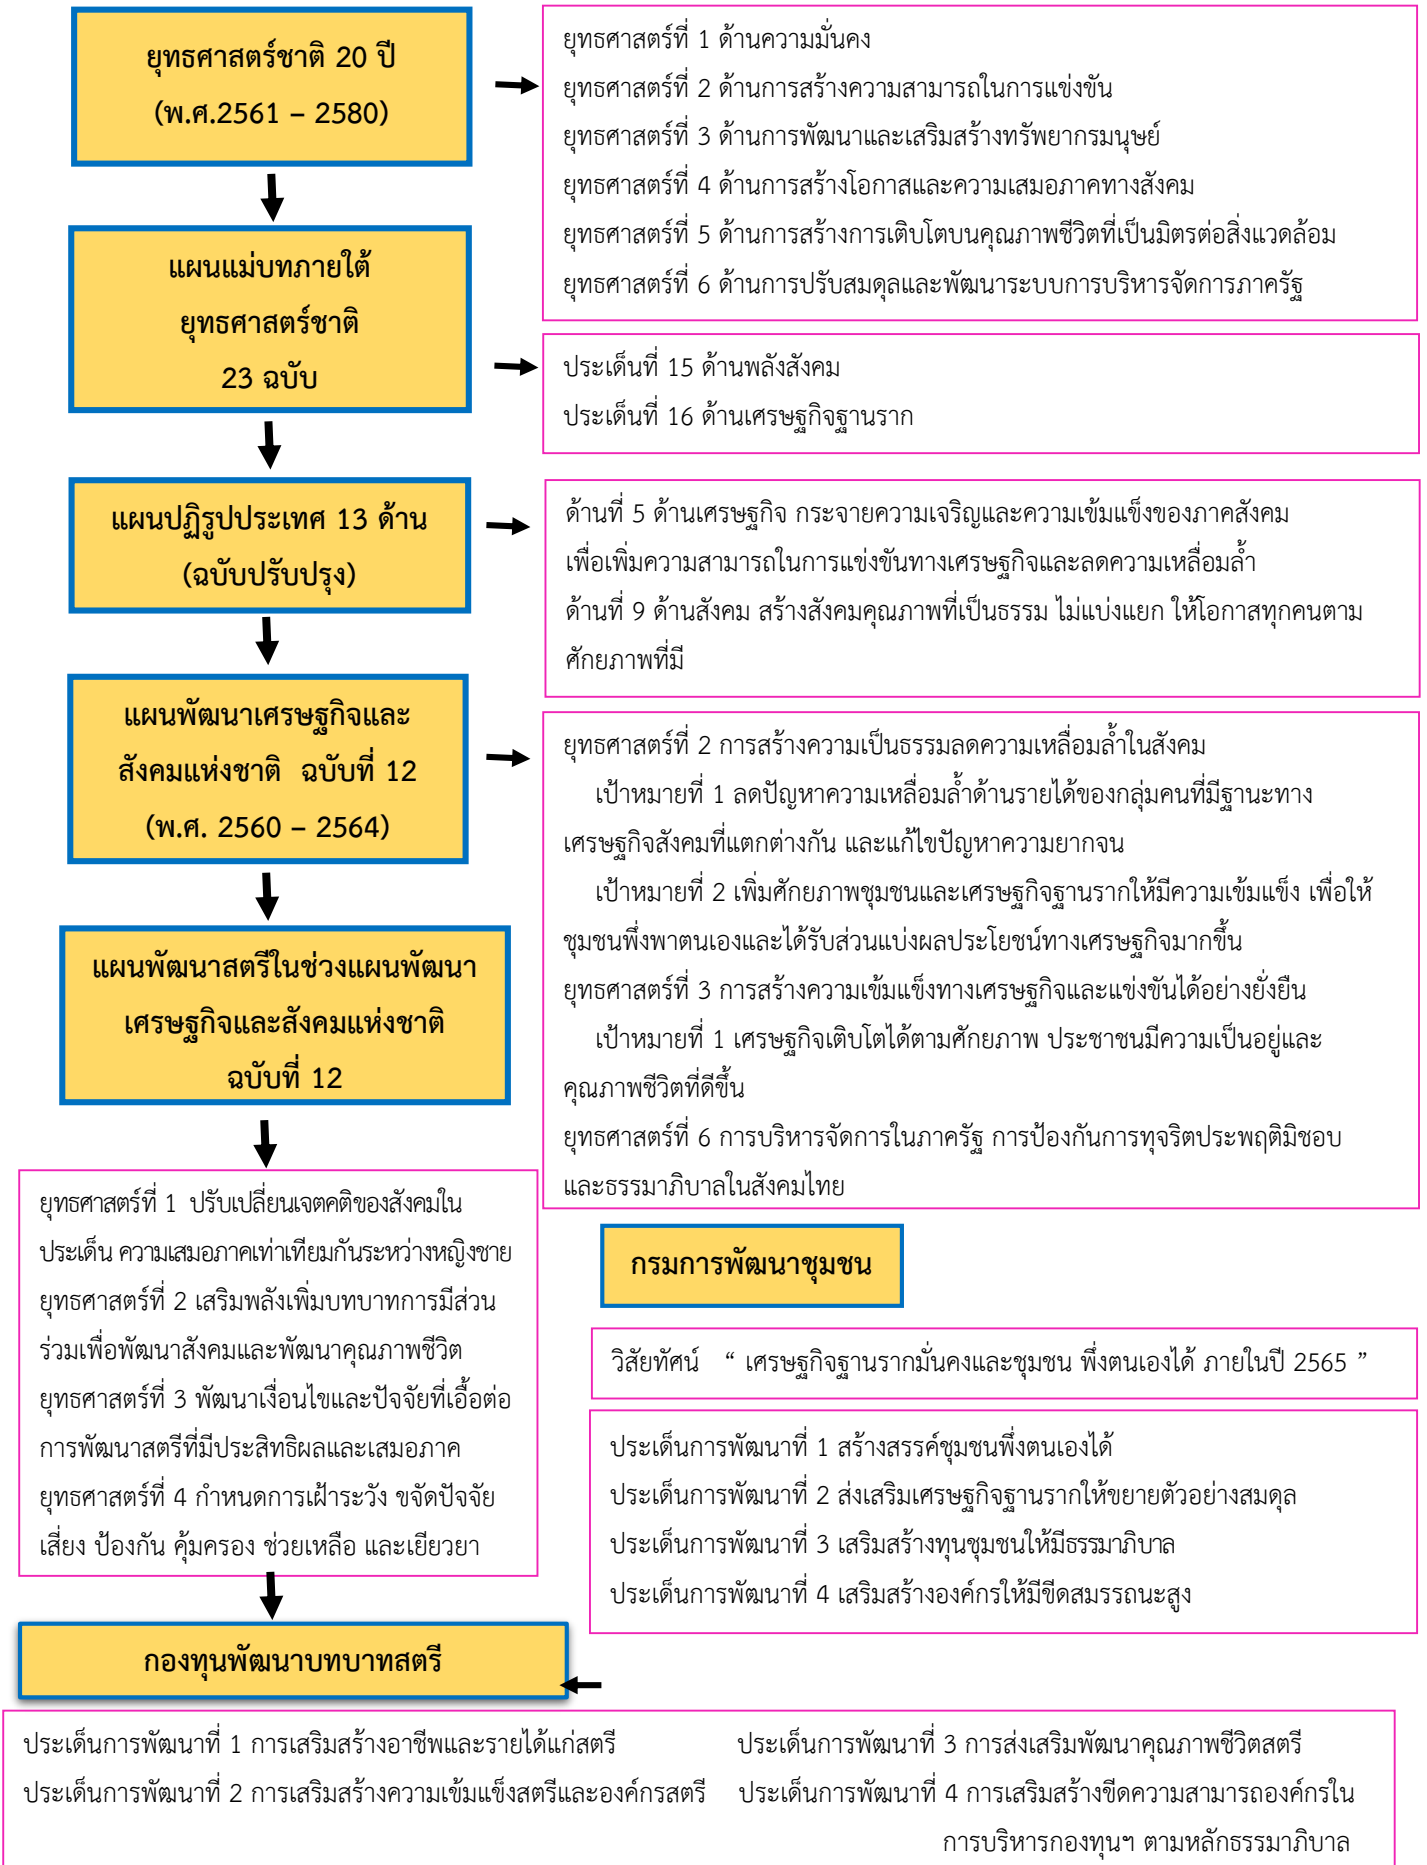 ยุทธศาสตร์ชาติ 20 ปี
(พ.ศ.2561 – 2580)
ยุทธศาสตร์ที่ 1 ด้านความมั่นคง
ยุทธศาสตร์ที่ 2 ด้านการสร้างความสามารถในการแข่งขัน
ยุทธศาสตร์ที่ 3 ด้านการพัฒนาและเสริมสร้างทรัพยากรมนุษย์
ยุทธศาสตร์ที่ 4 ด้านการสร้างโอกาสและความเสมอภาคทางสังคม
ยุทธศาสตร์ที่ 5 ด้านการสร้างการเติบโตบนคุณภาพชีวิตที่เป็นมิตรต่อสิ่งแวดล้อม
ยุทธศาสตร์ที่ 6 ด้านการปรับสมดุลและพัฒนาระบบการบริหารจัดการภาครัฐ
แผนแม่บทภายใต้
ยุทธศาสตร์ชาติ
23 ฉบับ
ประเด็นที่ 15 ด้านพลังสังคม
ประเด็นที่ 16 ด้านเศรษฐกิจฐานราก
แผนปฏิรูปประเทศ 13 ด้าน
(ฉบับปรับปรุง)
ด้านที่ 5 ด้านเศรษฐกิจ กระจายความเจริญและความเข้มแข็งของภาคสังคม
เพื่อเพิ่มความสามารถในการแข่งขันทางเศรษฐกิจและลดความเหลื่อมล้ำ
ด้านที่ 9 ด้านสังคม สร้างสังคมคุณภาพที่เป็นธรรม ไม่แบ่งแยก ให้โอกาสทุกคนตาม
ศักยภาพที่มี
แผนพัฒนาเศรษฐกิจและ
สังคมแห่งชาติ ฉบับที่ 12
(พ.ศ. 2560 – 2564)
ยุทธศาสตร์ที่ 2 การสร้างความเป็นธรรมลดความเหลื่อมล้ำในสังคม
เป้าหมายที่ 1 ลดปัญหาความเหลื่อมล้ำด้านรายได้ของกลุ่มคนที่มีฐานะทาง
เศรษฐกิจสังคมที่แตกต่างกัน และแก้ไขปัญหาความยากจน
เป้าหมายที่ 2 เพิ่มศักยภาพชุมชนและเศรษฐกิจฐานรากให้มีความเข้มแข็ง เพื่อให้
ชุมชนพึ่งพาตนเองและได้รับส่วนแบ่งผลประโยชน์ทางเศรษฐกิจมากขึ้น
ยุทธศาสตร์ที่ 3 การสร้างความเข้มแข็งทางเศรษฐกิจและแข่งขันได้อย่างยั่งยืน
เป้าหมายที่ 1 เศรษฐกิจเติบโตได้ตามศักยภาพ ประชาชนมีความเป็นอยู่และ
คุณภาพชีวิตที่ดีขึ้น
ยุทธศาสตร์ที่ 6 การบริหารจัดการในภาครัฐ การป้องกันการทุจริตประพฤติมิชอบ
และธรรมาภิบาลในสังคมไทย
แผนพัฒนาสตรีในช่วงแผนพัฒนา
เศรษฐกิจและสังคมแห่งชาติ
ฉบับที่ 12
ยุทธศาสตร์ที่ 1 ปรับเปลี่ยนเจตคติของสังคมใน
ประเด็น ความเสมอภาคเท่าเทียมกันระหว่างหญิงชาย
ยุทธศาสตร์ที่ 2 เสริมพลังเพิ่มบทบาทการมีส่วน
ร่วมเพื่อพัฒนาสังคมและพัฒนาคุณภาพชีวิต
ยุทธศาสตร์ที่ 3 พัฒนาเงื่อนไขและปัจจัยที่เอื้อต่อ
การพัฒนาสตรีที่มีประสิทธิผลและเสมอภาค
ยุทธศาสตร์ที่ 4 กำหนดการเฝ้าระวัง ขจัดปัจจัย
เสี่ยง ป้องกัน คุ้มครอง ช่วยเหลือ และเยียวยา
กรมการพัฒนาชุมชน
วิสัยทัศน์ “ เศรษฐกิจฐานรากมั่นคงและชุมชน พึ่งตนเองได้ ภายในปี 2565 ”
ประเด็นการพัฒนาที่ 1 สร้างสรรค์ชุมชนพึ่งตนเองได้
ประเด็นการพัฒนาที่ 2 ส่งเสริมเศรษฐกิจฐานรากให้ขยายตัวอย่างสมดุล
ประเด็นการพัฒนาที่ 3 เสริมสร้างทุนชุมชนให้มีธรรมาภิบาล
ประเด็นการพัฒนาที่ 4 เสริมสร้างองค์กรให้มีขีดสมรรถนะสูง
กองทุนพัฒนาบทบาทสตรี
ประเด็นการพัฒนาที่ 1 การเสริมสร้างอาชีพและรายได้แก่สตรี
ประเด็นการพัฒนาที่ 2 การเสริมสร้างความเข้มแข็งสตรีและองค์กรสตรี
ประเด็นการพัฒนาที่ 3 การส่งเสริมพัฒนาคุณภาพชีวิตสตรี
ประเด็นการพัฒนาที่ 4 การเสริมสร้างขีดความสามารถองค์กรใน
การบริหารกองทุนฯ ตามหลักธรรมาภิบาล